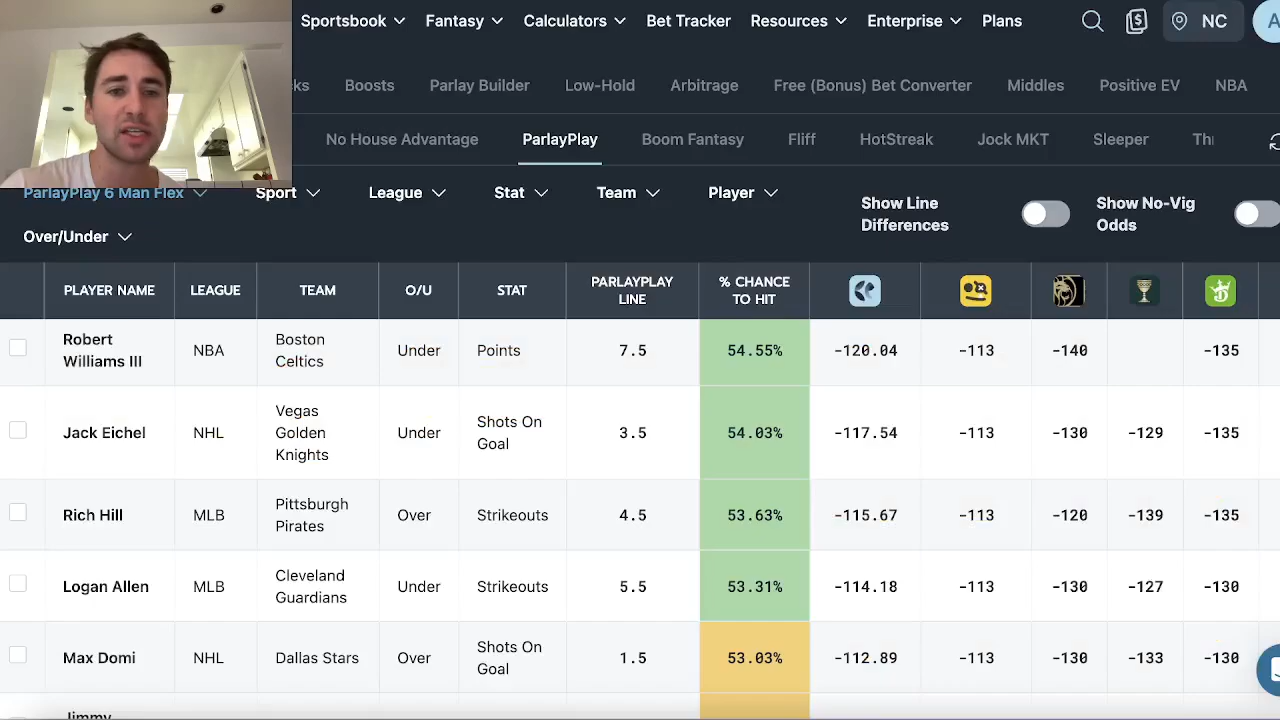 Sportsbook Fantasy Calculators Bet Tracker Resources Enterprise Plans NC A
ks Boosts Parlay Builder Low-Hold Arbitrage Free (Bonus) Bet Converter Middles Positive EV NBA
No House Advantage ParlayPlay Boom Fantasy Fliff HotStreak Jock MKT Sleeper Th
ParlayPlay 6 Man Flex Sport League Stat Team Player
Show Line
Differences
Show No-Vig
Odds
Over/Under
PLAYER NAME LEAGUE TEAM O/U STAT PARLAYPLAY LINE % CHANCE TO HIT
Robert Williams III NBA Boston Celtics Under Points 7.5 54.55% -120.04 -113 -140 -135
Jack Eichel NHL Vegas Golden Knights Under Shots On Goal 3.5 54.03% -117.54 -113 -130 -129 -135
Rich Hill MLB Pittsburgh Pirates Over Strikeouts 4.5 53.63% -115.67 -113 -120 -139 -135
Logan Allen MLB Cleveland Guardians Under Strikeouts 5.5 53.31% -114.18 -113 -130 -127 -130
Max Domi NHL Dallas Stars Over Shots On Goal 1.5 53.03% -112.89 -113 -130 -133 -130
Jimmy